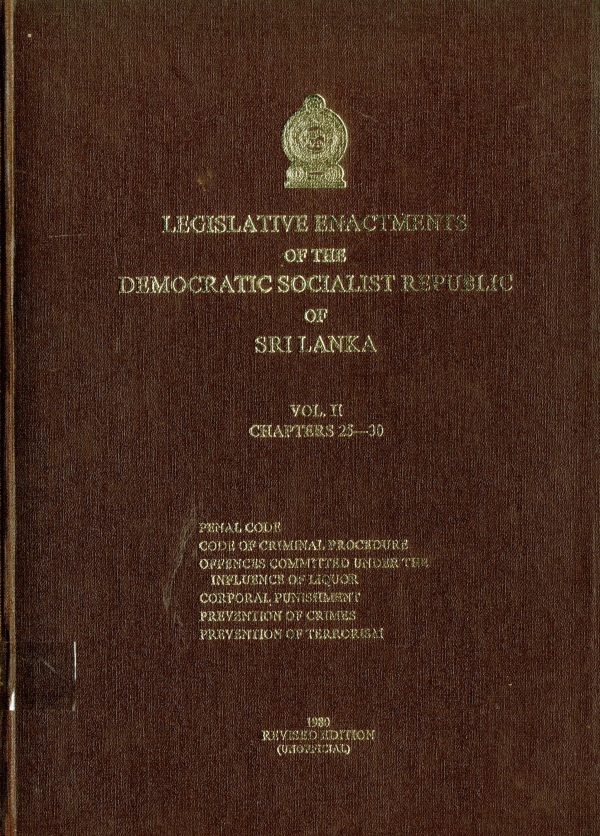 LEGISLATIVE ENACTMENTS
OF THE
DEMOCRATIC SOCIALIST REPUBLIC
OF
SRI LANKA
VOL. II
CHAPTERS 25—30
PENAL CODE
CODE OF CRIMINAL PROCEDURE
OFFENCES COMMITTED UNDER THE
INFLUENCE OF LIQUOR
CORPORAL PUNISHMENT
PREVENTION OF CRIMES
PREVENTION OF TERRORISM
1980
REVISED EDITION
(UNOFFICIAL)